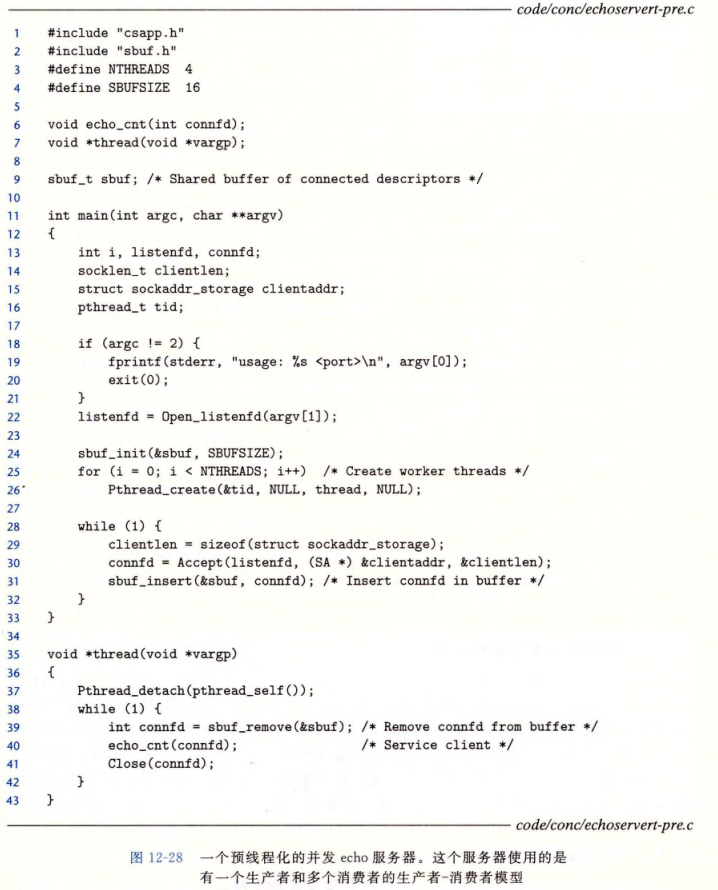 code/conc/echoservert-pre.c
1 #include "csapp.h"
2 #include "sbuf.h"
3 #define NTHREADS  4
4 #define SBUFSIZE  16
5
6 void echo_cnt(int connfd);
7 void *thread(void *vargp);
8
9 sbuf_t sbuf; /* Shared buffer of connected descriptors */
10
11 int main(int argc, char **argv)
12 {
13     int i, listenfd, connfd;
14     socklen_t clientlen;
15     struct sockaddr_storage clientaddr;
16     pthread_t tid;
17
18     if (argc != 2) {
19         fprintf(stderr, "usage: %s <port>\n", argv[0]);
20         exit(0);
21     }
22     listenfd = Open_listenfd(argv[1]);
23
24     sbuf_init(&sbuf, SBUFSIZE);
25     for (i = 0; i < NTHREADS; i++)  /* Create worker threads */
26         Pthread_create(&tid, NULL, thread, NULL);
27
28     while (1) {
29         clientlen = sizeof(struct sockaddr_storage);
30         connfd = Accept(listenfd, (SA *) &clientaddr, &clientlen);
31         sbuf_insert(&sbuf, connfd); /* Insert connfd in buffer */
32     }
33 }
34
35 void *thread(void *vargp)
36 {
37     Pthread_detach(pthread_self());
38     while (1) {
39         int connfd = sbuf_remove(&sbuf); /* Remove connfd from buffer */
40         echo_cnt(connfd);                /* Service client */
41         Close(connfd);
42     }
43 }
code/conc/echoservert-pre.c
图 12-28 一个预线程化的并发 echo 服务器。这个服务器使用的是
有一个生产者和多个消费者的生产者-消费者模型